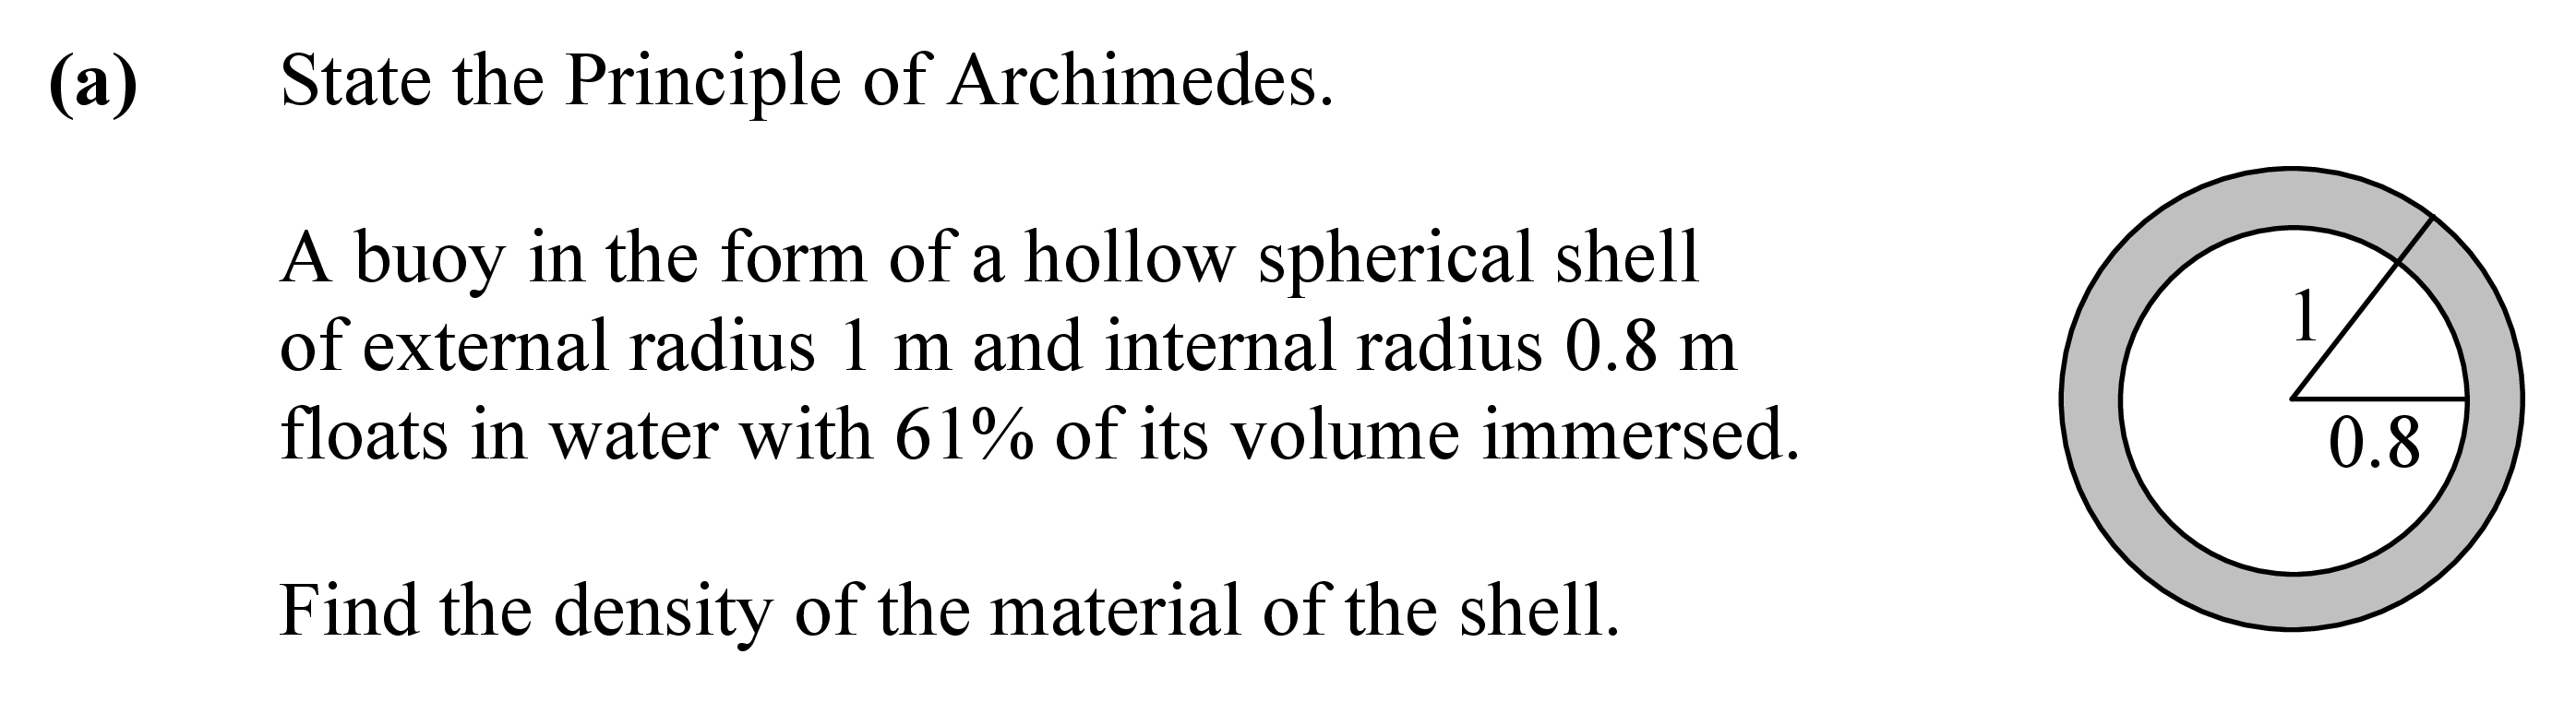 (a) State the Principle of Archimedes.
A buoy in the form of a hollow spherical shell
of external radius 1 m and internal radius 0.8 m
floats in water with 61% of its volume immersed.
Find the density of the material of the shell.
1
0.8